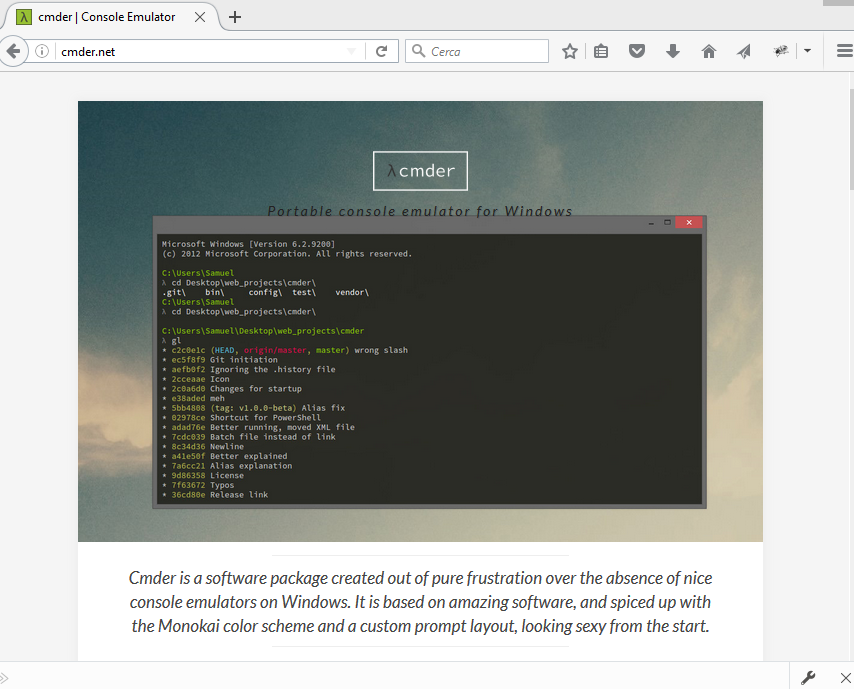 cmder | Console Emulator
cmder.net
Cerca
λ cmder
Portable console emulator for Windows
Microsoft Windows [Version 6.2.9200]
(c) 2012 Microsoft Corporation. All rights reserved.
C:\Users\Samuel
λ cd Desktop\web_projects\cmder\
.git\ bin\ config\ test\ vendor\
C:\Users\Samuel
λ cd Desktop\web_projects\cmder\
C:\Users\Samuel\Desktop\web_projects\cmder
λ gl
* c2c0e1c (HEAD, origin/master, master) wrong slash
* ec5f8f9 Git initiation
* aefb0f2 Ignoring the .history file
* 2cceaae Icon
* 2c0a6d0 Changes for startup
* e38aded meh
* 5bb4808 (tag: v1.0.0-beta) Alias fix
* 02978ce Shortcut for PowerShell
* adad76e Better running, moved XML file
* 7cdc039 Batch file instead of link
* 8c34d36 Newline
* a41e50f Better explained
* 7a6cc21 Alias explanation
* 9d86358 License
* 7f63672 Typos
* 36cd80e Release link
Cmder is a software package created out of pure frustration over the absence of nice
console emulators on Windows. It is based on amazing software, and spiced up with
the Monokai color scheme and a custom prompt layout, looking sexy from the start.